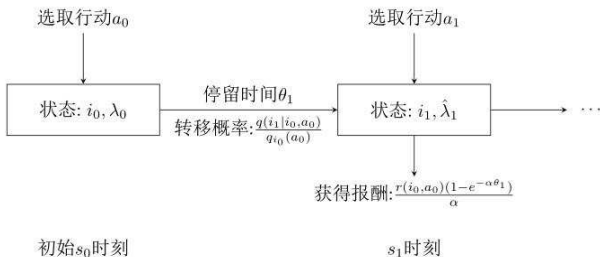 选取行动a₀
选取行动a₁
状态: i₀, λ₀
停留时间θ₁
转移概率:q(i₁|i₀,a₀)/q_{i₀}(a₀)
状态: i₁, λ̂₁
···
获得报酬:r(i₀,a₀)(1−e^{−αθ₁})/α
初始s₀时刻
s₁时刻